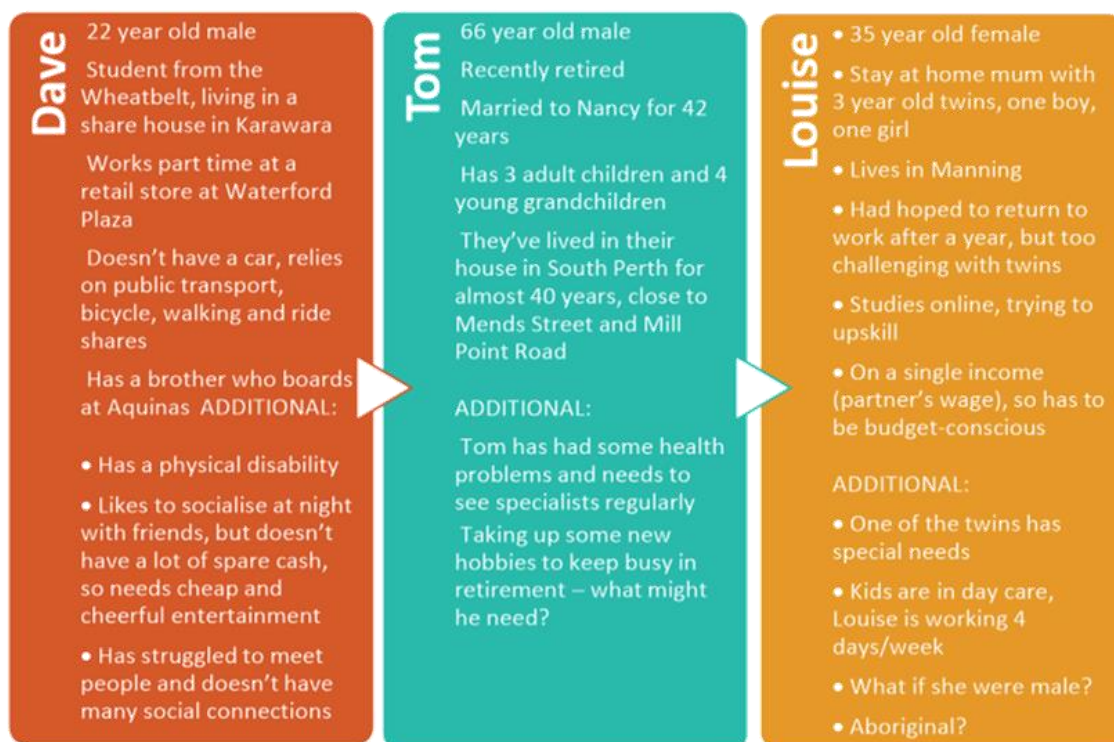 Dave
22 year old male
Student from the
Wheatbelt, living in a
share house in Karawara
Works part time at a
retail store at Waterford
Plaza
Doesn't have a car, relies
on public transport,
bicycle, walking and ride
shares
Has a brother who boards
at Aquinas ADDITIONAL:
• Has a physical disability
• Likes to socialise at night
with friends, but doesn't
have a lot of spare cash,
so needs cheap and
cheerful entertainment
• Has struggled to meet
people and doesn't have
many social connections
Tom
66 year old male
Recently retired
Married to Nancy for 42
years
Has 3 adult children and 4
young grandchildren
They've lived in their
house in South Perth for
almost 40 years, close to
Mends Street and Mill
Point Road
ADDITIONAL:
Tom has had some health
problems and needs to
see specialists regularly
Taking up some new
hobbies to keep busy in
retirement – what might
he need?
Louise
• 35 year old female
• Stay at home mum with
3 year old twins, one boy,
one girl
• Lives in Manning
• Had hoped to return to
work after a year, but too
challenging with twins
• Studies online, trying to
upskill
• On a single income
(partner's wage), so has to
be budget-conscious
ADDITIONAL:
• One of the twins has
special needs
• Kids are in day care,
Louise is working 4
days/week
• What if she were male?
• Aboriginal?